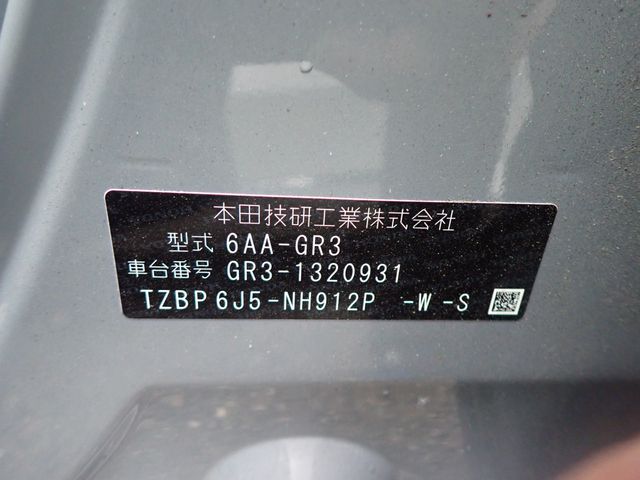 本田技研工業株式会社
型式 6AA-GR3
車台番号 GR3-1320931
TZBP 6J5-NH912P -W -S